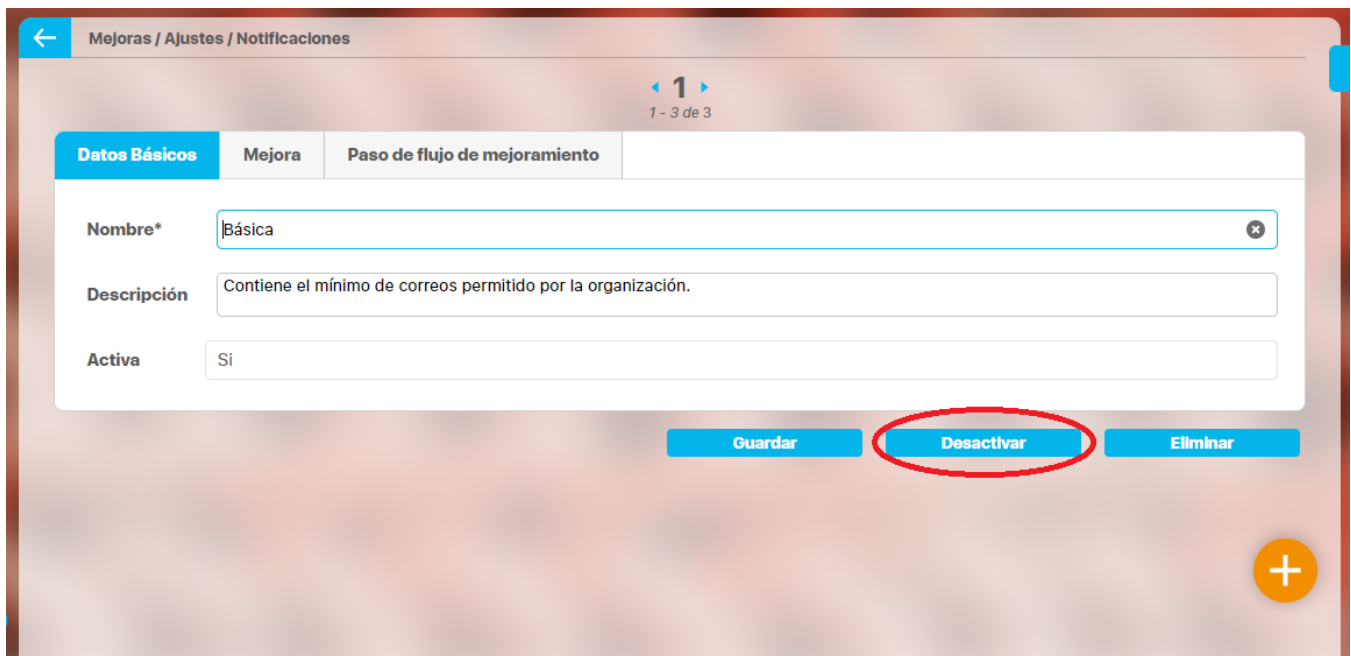 Mejoras / Ajustes / Notificaciones
1
1 - 3 de 3
Datos Básicos Mejora Paso de flujo de mejoramiento
Nombre* Básica
Descripción Contiene el mínimo de correos permitido por la organización.
Activa Si
Guardar Desactivar Eliminar